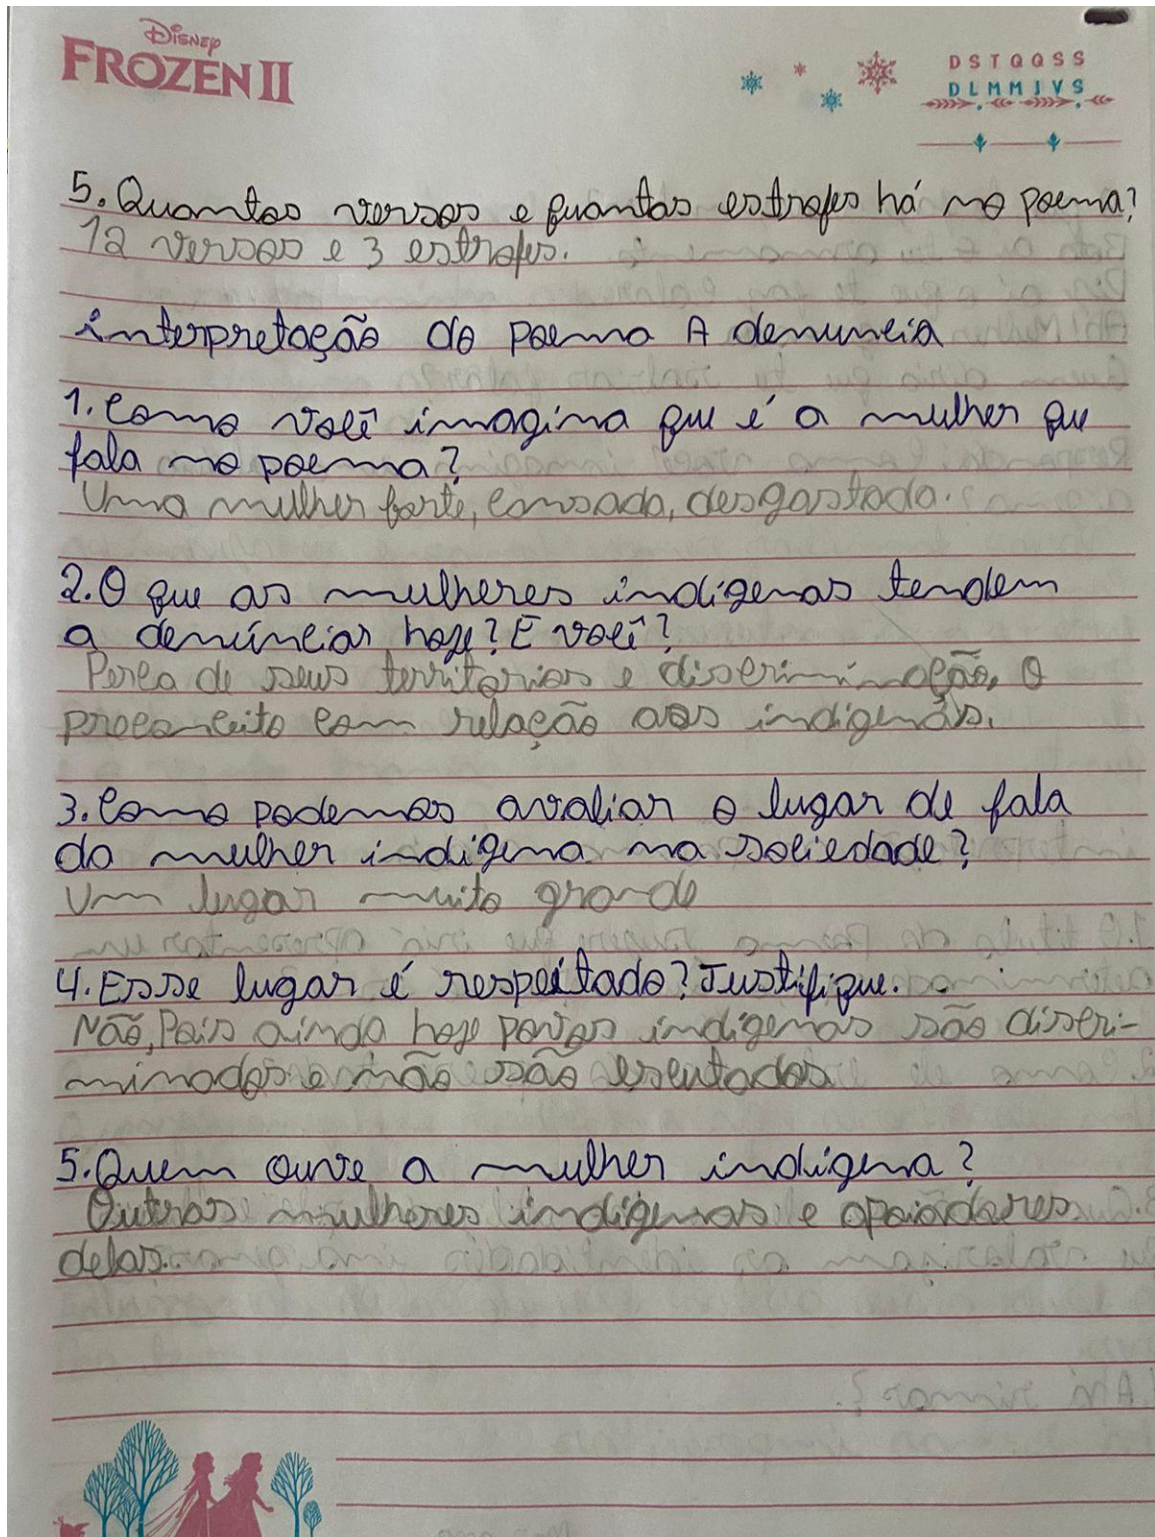 Disney
FROZEN II
D S T Q Q S S
D L M M J V S
5. Quantos versos e quantas estrofes há no poema?
12 versos e 3 estrofes.
interpretação do poema A denuncia
1. Como você imagina que é a mulher que
fala no poema?
Uma mulher forte, cansada, desgastada.
2. O que as mulheres indígenas tendem
a denúnciar hoje? E você?
Perca de seus territorios e discriminação, O
preconceito com relação aos indigenás.
3. Como podemos avaliar o lugar de fala
da mulher indígena na sociedade?
Um lugar muito grande
4. Esse lugar é respeitado? Justifique.
Não, Pois ainda hoje povos indigenas são discri-
minados e não são escutados
5. Quem ouve a mulher indígena?
Outras mulheres indigenas e apoiadores
delas.